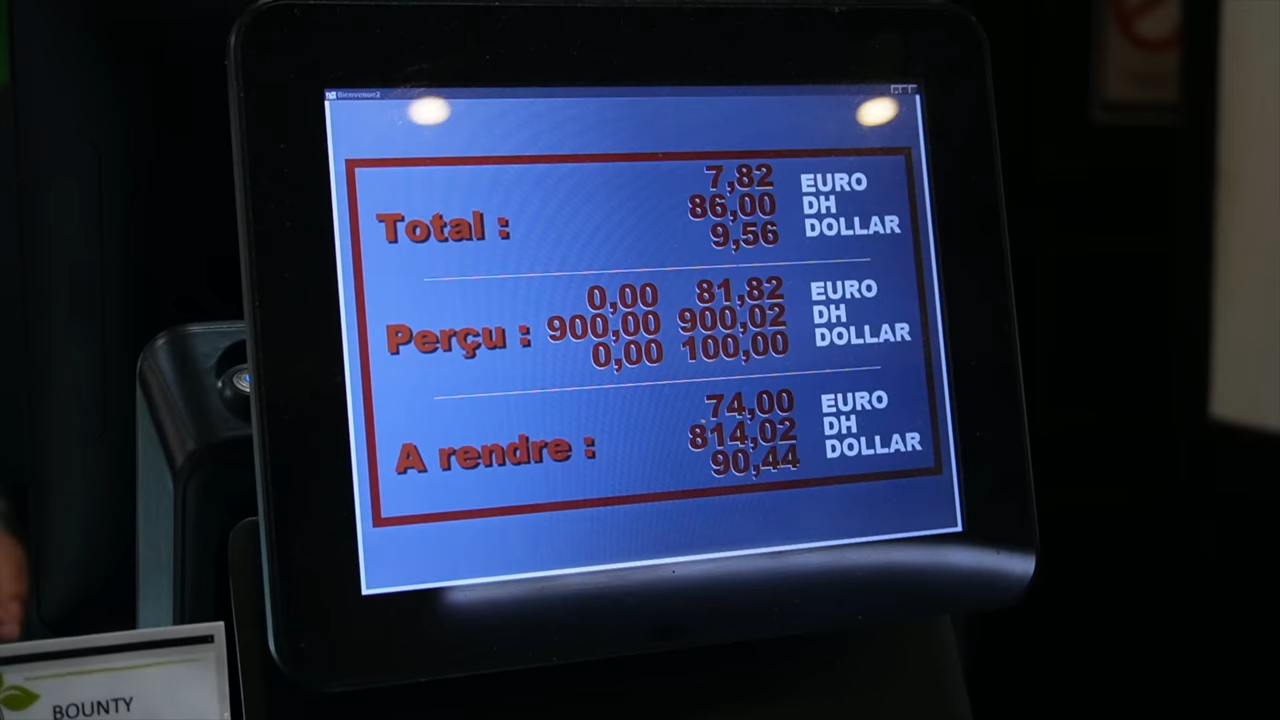 Bienvenue2
7,82 EURO
Total : 86,00 DH
9,56 DOLLAR
0,00 81,82 EURO
Perçu : 900,00 900,02 DH
0,00 100,00 DOLLAR
74,00 EURO
A rendre : 814,02 DH
90,44 DOLLAR
BOUNTY